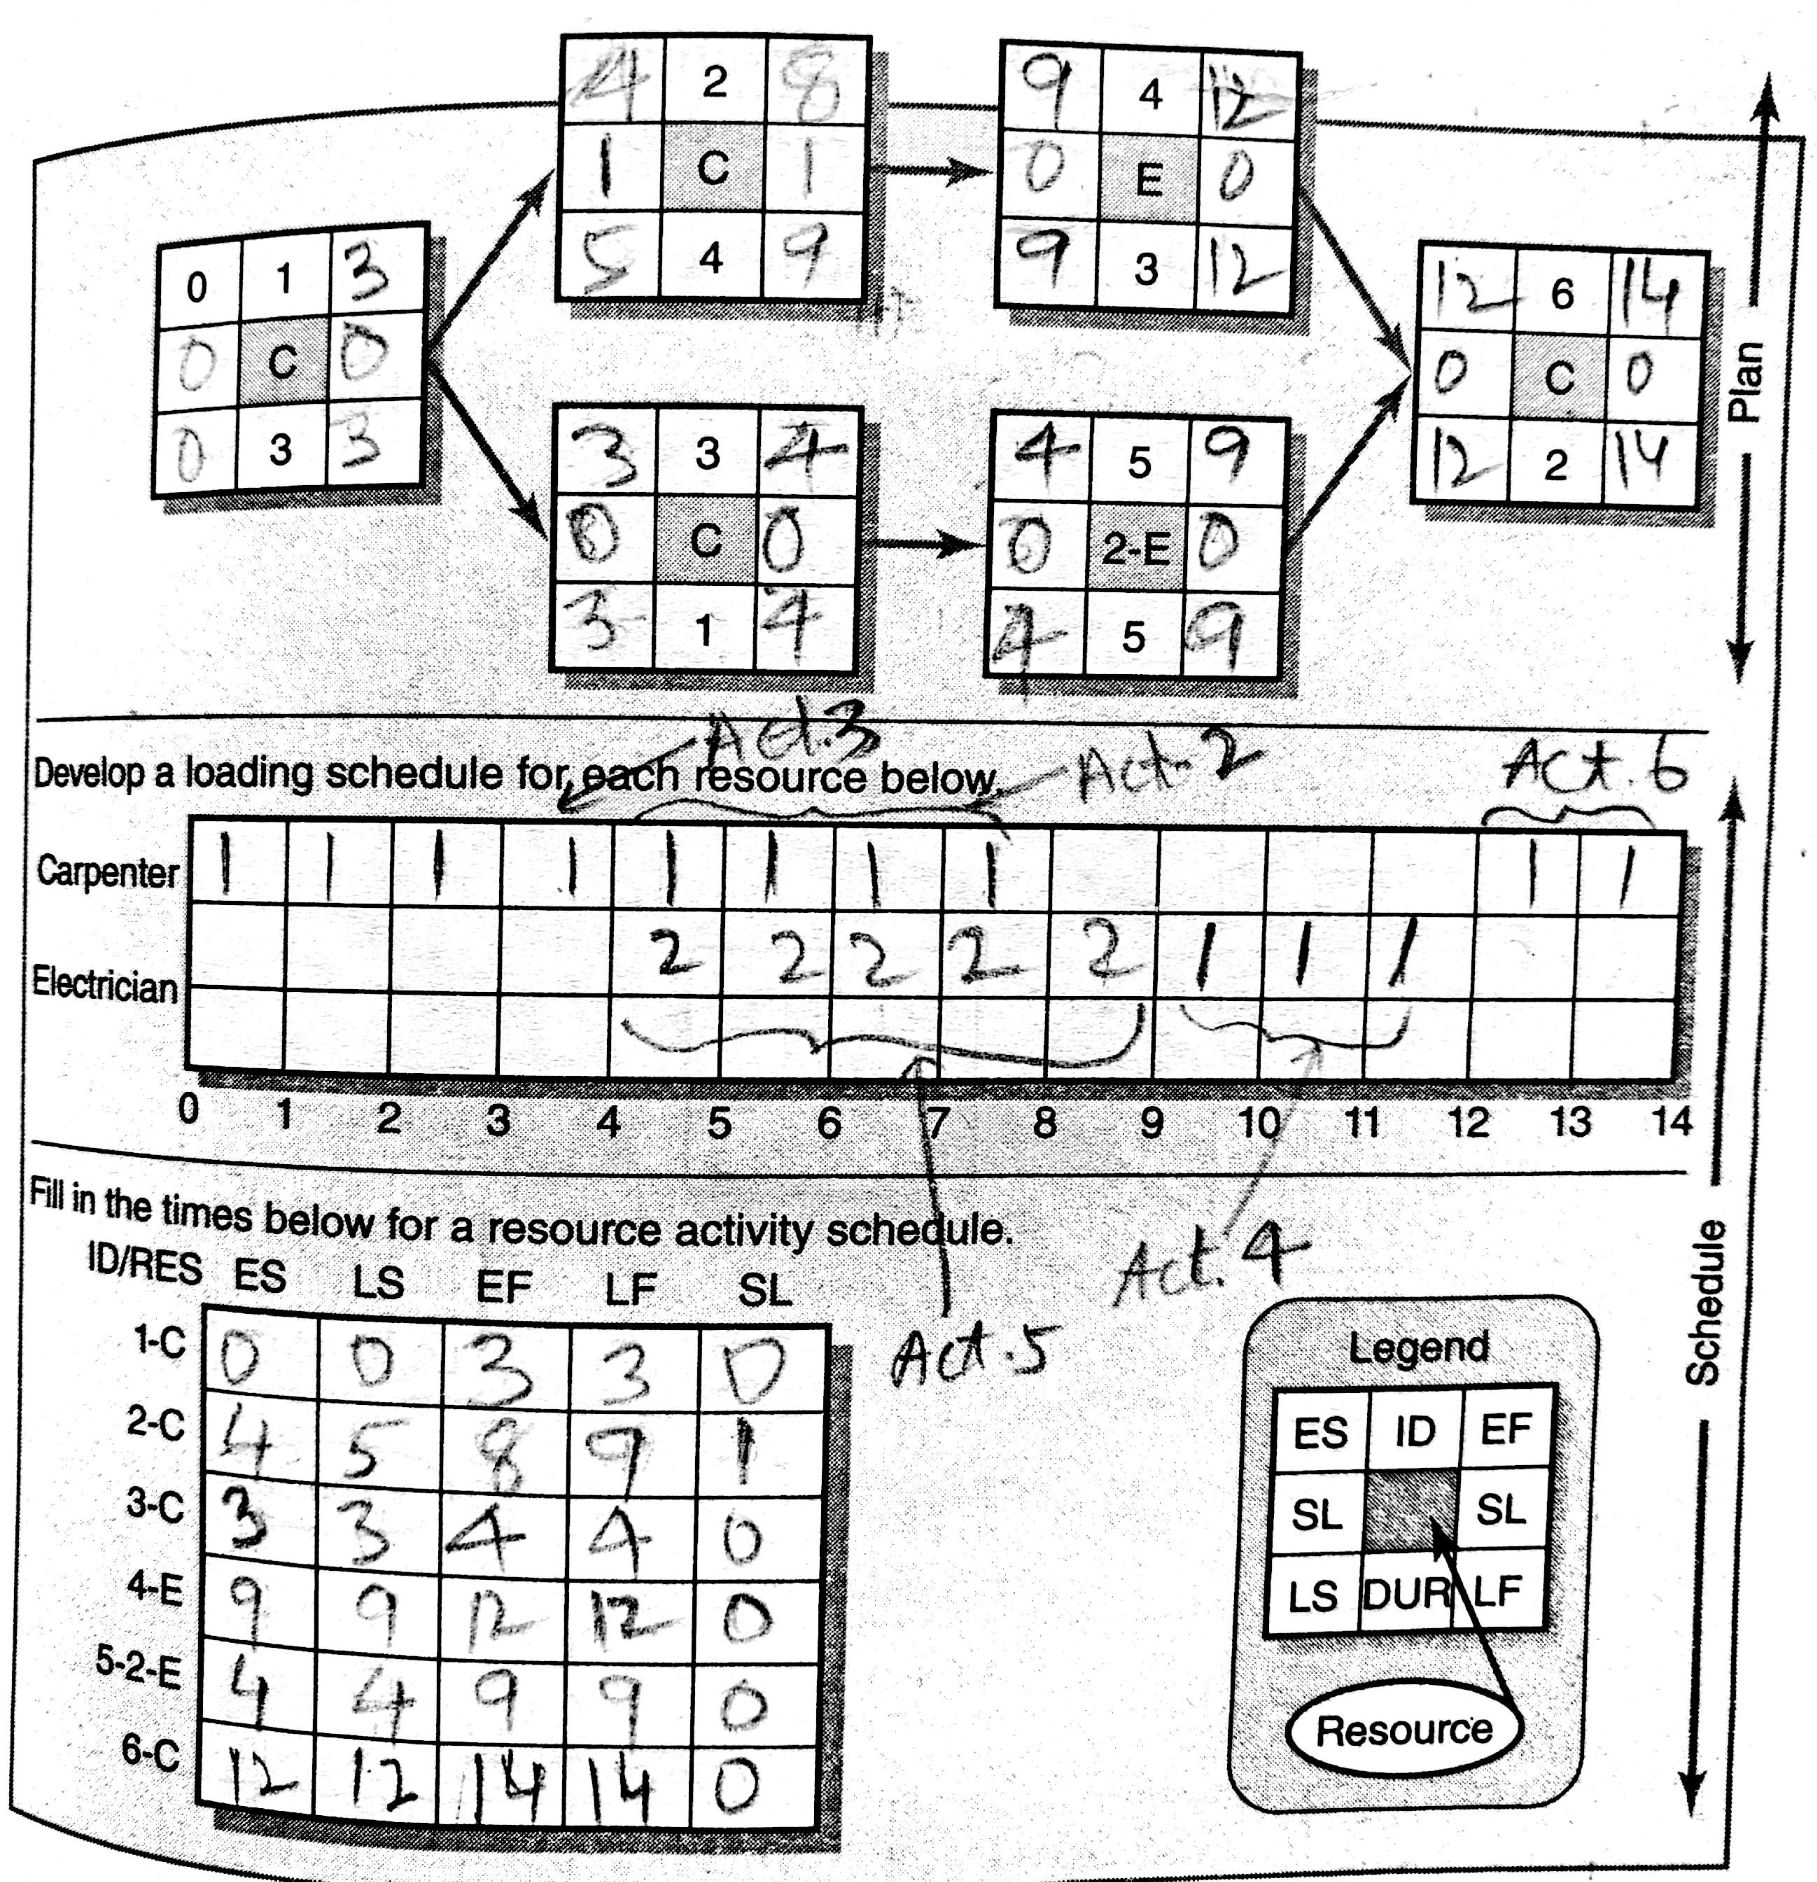 4 2 8
1 C 1
5 4 9
9 4 12
0 E 0
9 3 12
0 1 3
0 C 0
0 3 3
3 3 4
0 C 0
3 1 4
4 5 9
0 2-E 0
4 5 9
12 6 14
0 C 0
12 2 14
Plan
Act.3
Act. 2
Act. 6
Develop a loading schedule for each resource below.
Carpenter 1 1 1 1 1 1 1 1 1 1
Electrician 2 2 2 2 2 1 1 1
0 1 2 3 4 5 6 7 8 9 10 11 12 13 14
Act. 5
Act. 4
Fill in the times below for a resource activity schedule.
ID/RES ES LS EF LF SL
1-C 0 0 3 3 0
2-C 4 5 8 9 1
3-C 3 3 4 4 0
4-E 9 9 12 12 0
5-2-E 4 4 9 9 0
6-C 12 12 14 14 0
Legend
ES ID EF
SL SL
LS DUR LF
Resource
Schedule